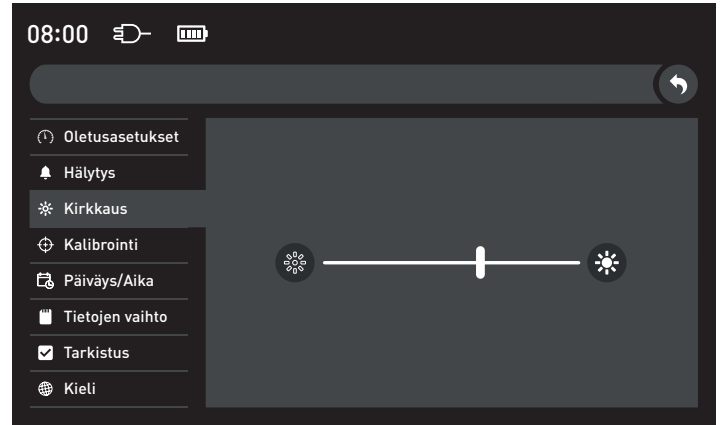 08:00
Oletusasetukset
Hälytys
Kirkkaus
Kalibrointi
Päiväys/Aika
Tietojen vaihto
Tarkistus
Kieli